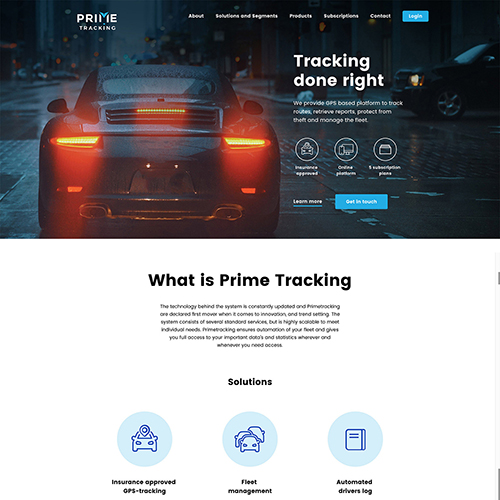 PRIME
TRACKING
About Solutions and Segments Products Subscriptions Contact Login
Tracking
done right
We provide GPS based platform to track
routes, retrieve reports, protect from
theft and manage the fleet.
Insurance
approved
Online
platform
5 subscription
plans
Learn more Get in touch
What is Prime Tracking
The technology behind the system is constantly updated and Primetracking
are declared first mover when it comes to innovation, and trend setting. The
system consists of several standard services, but is highly scalable to meet
individual needs. Primetracking ensures automation of your fleet and gives
you full access to your important data's and statistics wherever and
whenever you need access.
Solutions
Insurance approved
GPS-tracking
Fleet
management
Automated
drivers log